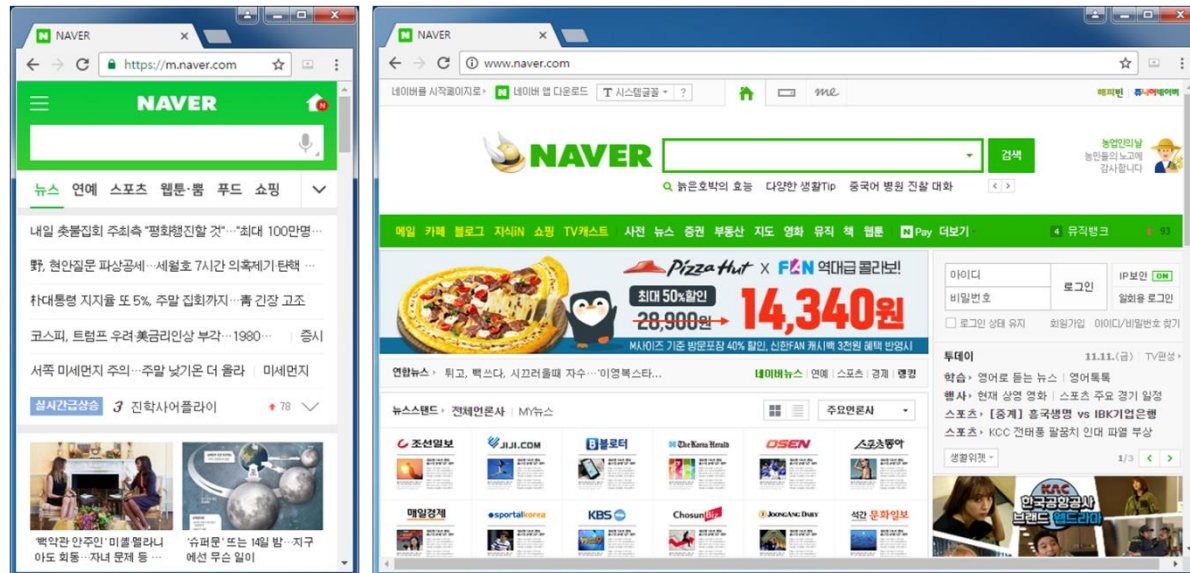 NAVER
https://m.naver.com
NAVER
뉴스 연예 스포츠 웹툰·뿜 푸드 쇼핑
내일 촛불집회 주최측 "평화행진할 것"…"최대 100만명…
野, 현안질문 파상공세…세월호 7시간 의혹제기·탄핵 …
朴대통령 지지율 또 5%, 주말 집회까지…靑 긴장 고조
코스피, 트럼프 우려·美금리인상 부각…1980… 증시
서쪽 미세먼지 주의…주말 낮기온 더 올라 미세먼지
실시간급상승 3 진학사어플라이 78
'백악관 안주인' 미셸·멜라니
아도 회동…자녀 문제 등 …
'슈퍼문' 또는 14일 밤…지구
에선 무슨 일이
NAVER
www.naver.com
네이버를 시작페이지로 네이버 앱 다운로드 T 시스템글꼴 ?
me
해피빈 쥬니어네이버
NAVER
검색
농업인의날
농민들의 노고에
감사합니다
늙은호박의 효능 다양한 생활Tip 중국어 병원 진찰 대화
메일 카페 블로그 지식iN 쇼핑 TV캐스트 사전 뉴스 증권 부동산 지도 영화 뮤직 책 웹툰 N Pay 더보기
4 뮤직뱅크 93
Pizza Hut X FAN 역대급 콜라보!
최대 50%할인
28,900원
14,340원
M사이즈 기준 방문포장 40% 할인, 신한FAN 캐시백 3천원 혜택 반영시
아이디
비밀번호
로그인
IP보안 ON
일회용 로그인
로그인 상태 유지 회원가입 아이디/비밀번호 찾기
연합뉴스 튀고, 백쓰다, 시끄러울때 자수…'이영복스타…
네이버뉴스 연예 스포츠 경제 랭킹
뉴스스탠드 전체언론사 MY뉴스
주요언론사
조선일보 JIJI.COM 블로터 The Korea Herald OSEN 스포츠동아
매일경제 sportalkorea KBS ChosunBiz JOONGANG DAILY 석간 문화일보
투데이 11.11.(금) TV편성
학습 영어로 듣는 뉴스 영어톡톡
행사 현재 상영 영화 스포츠 주요 경기 일정
스포츠 [중계] 흥국생명 vs IBK기업은행
스포츠 KCC 전태풍 팔꿈치 인대 파열 부상
생활위젯 1/3
KAC
한국공항공사
브랜드 웹드라마